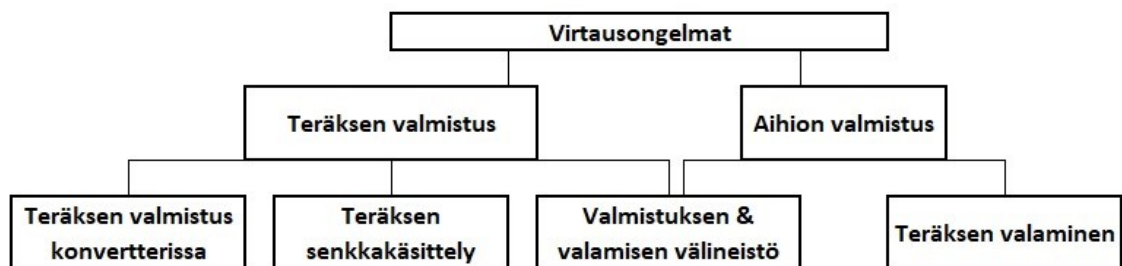 Virtausongelmat
Teräksen valmistus
Aihion valmistus
Teräksen valmistus
konvertterissa
Teräksen
senkkakäsittely
Valmistuksen &
valamisen välineistö
Teräksen valaminen